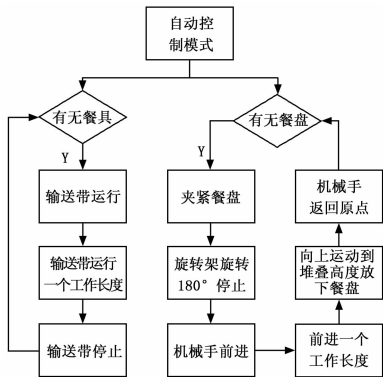 自动控
制模式
有无餐具
有无餐盘
Y
Y
输送带运行
夹紧餐盘
机械手
返回原点
输送带运行
一个工作长度
旋转架旋转
180°停止
向上运动到
堆叠高度放
下餐盘
输送带停止
机械手前进
前进一个
工作长度